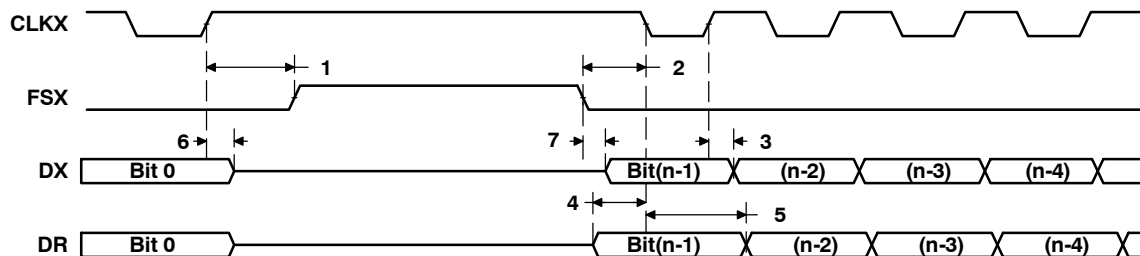 CLKX
1 2
FSX
6 7 3
DX Bit 0 Bit(n-1) (n-2) (n-3) (n-4)
4 5
DR Bit 0 Bit(n-1) (n-2) (n-3) (n-4)